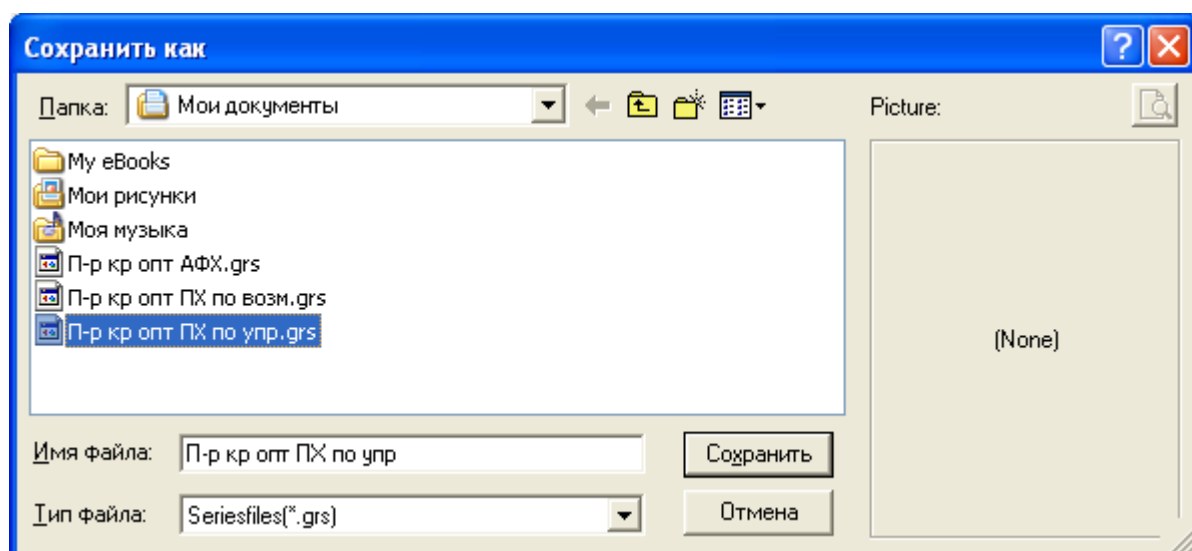 Сохранить как
Папка: Мои документы Picture:
My eBooks
Мои рисунки
Моя музыка
П-р кр опт АФХ.grs
П-р кр опт ПХ по возм.grs
П-р кр опт ПХ по упр.grs
(None)
Имя файла: П-р кр опт ПХ по упр Сохранить
Тип файла: Seriesfiles(*.grs) Отмена